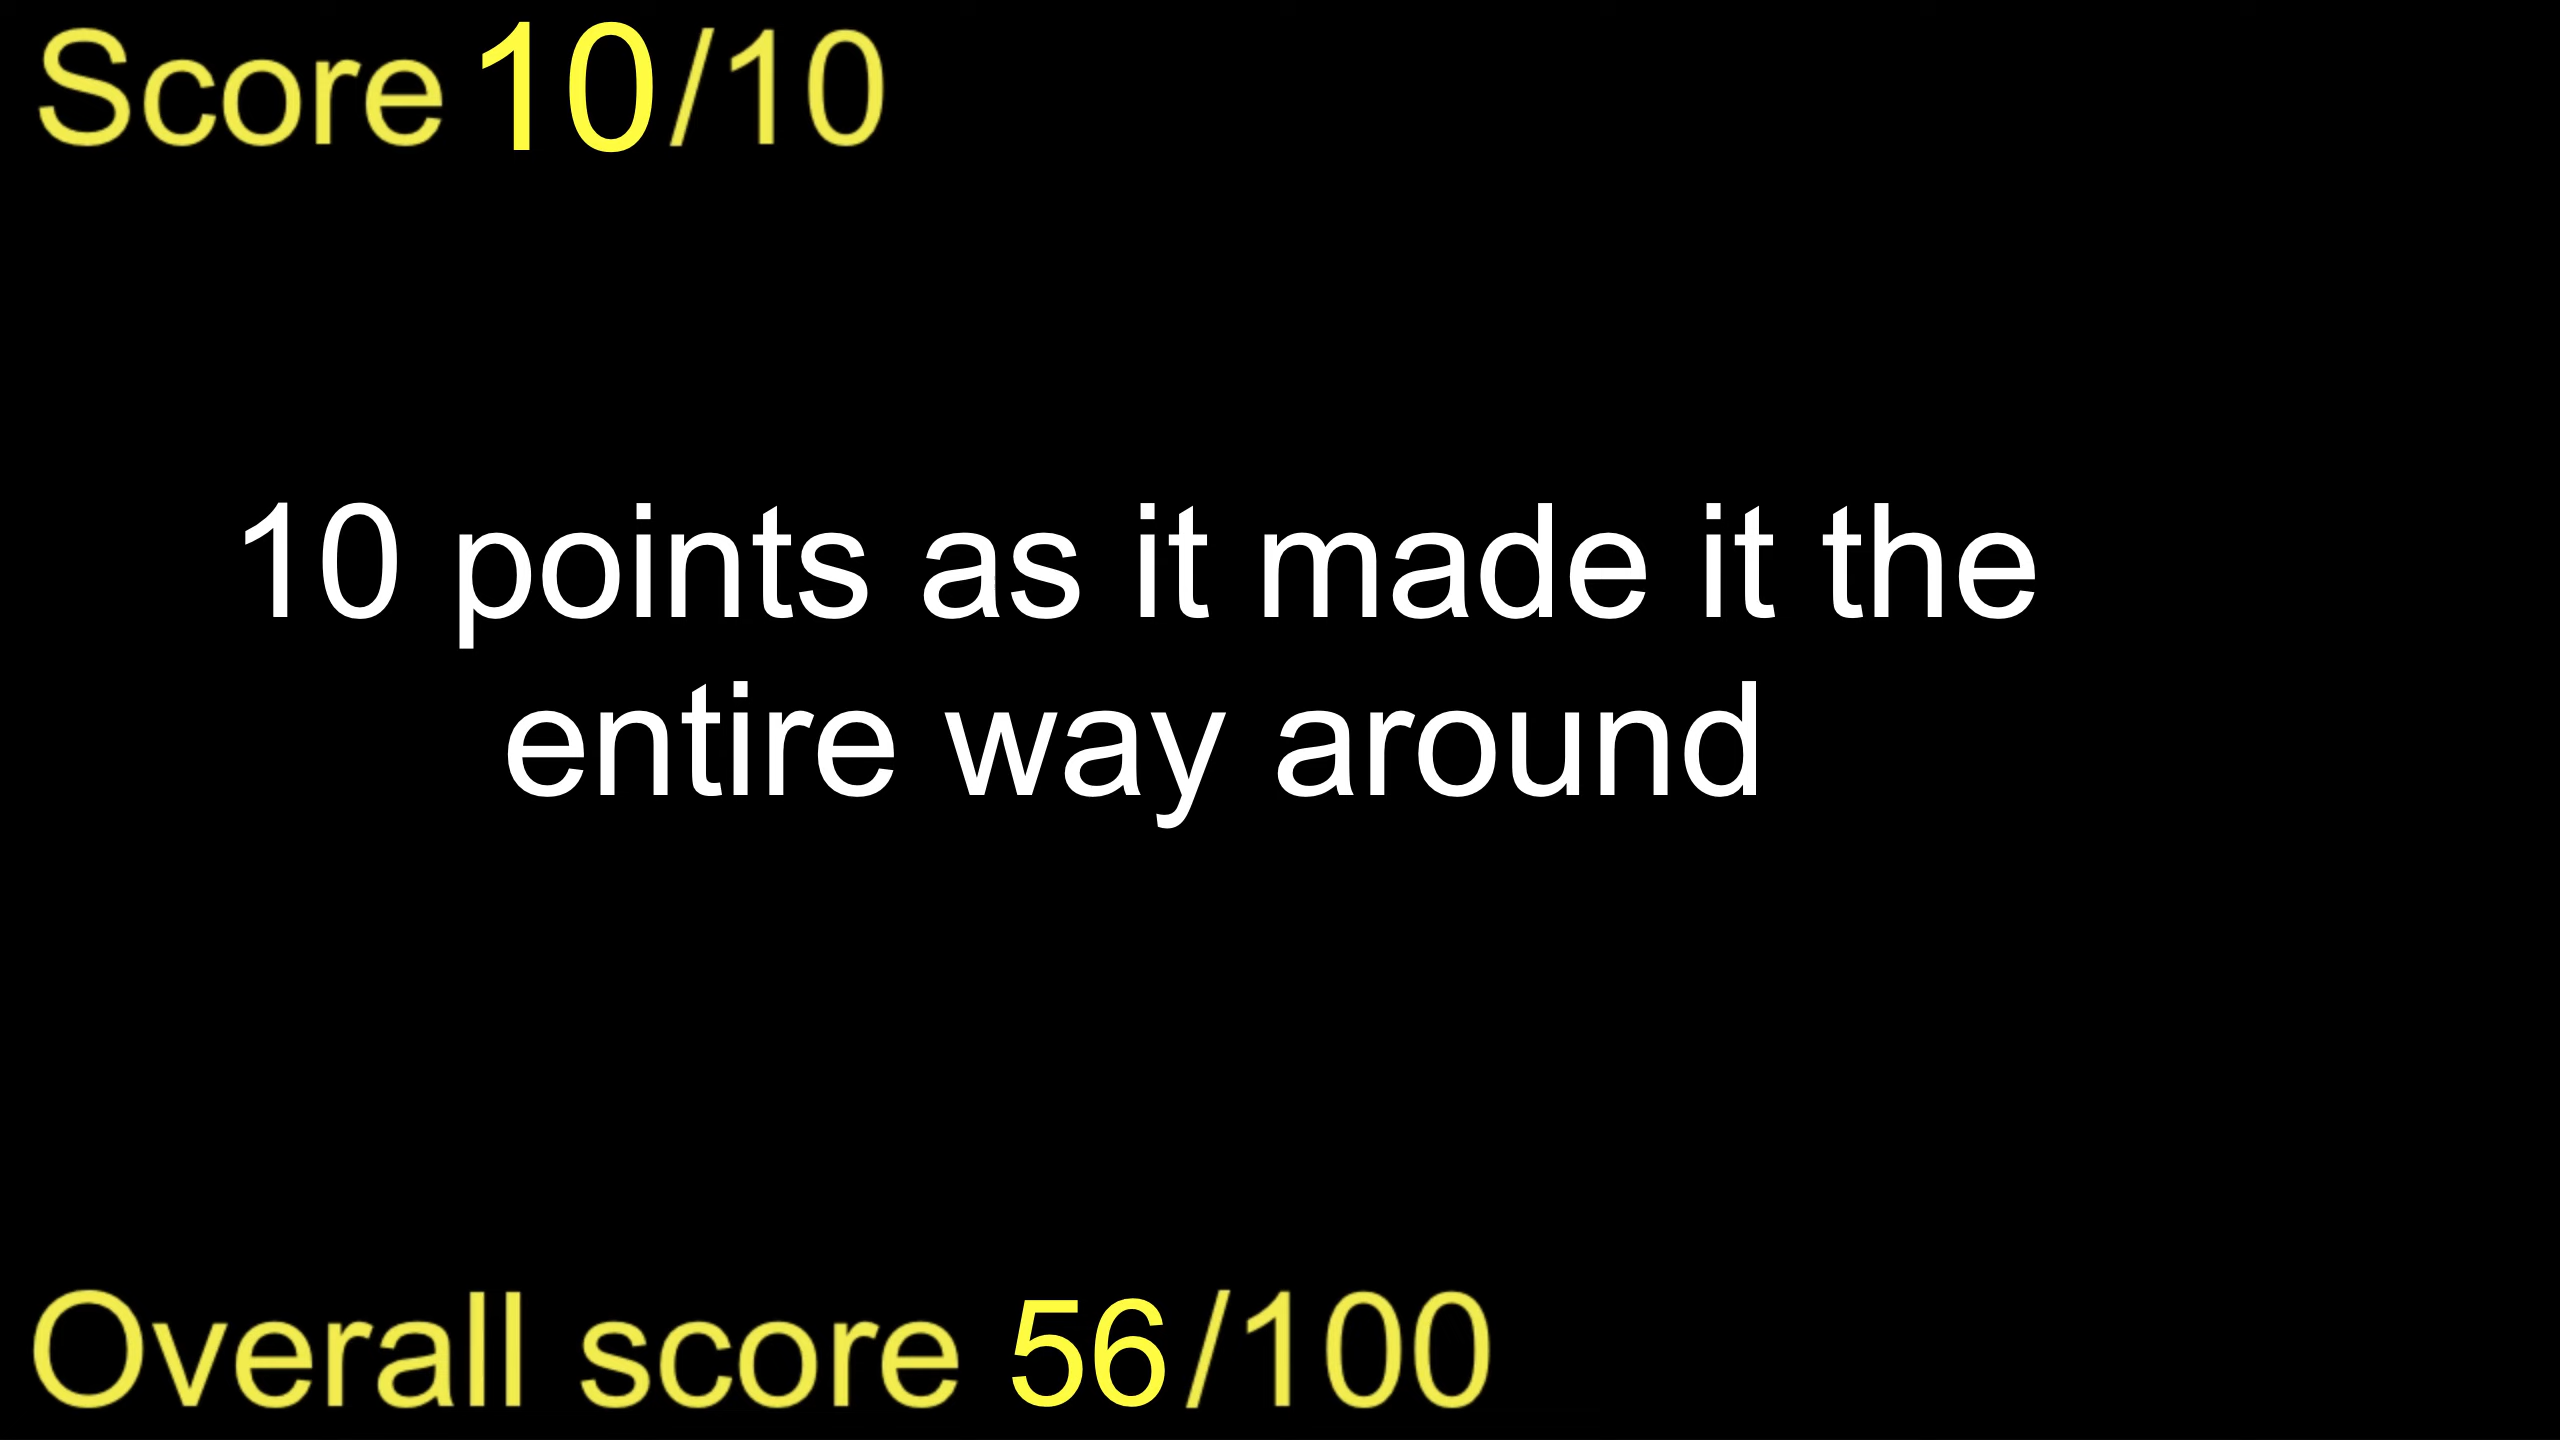 Score 10/10
10 points as it made it the
entire way around
Overall score 56/100